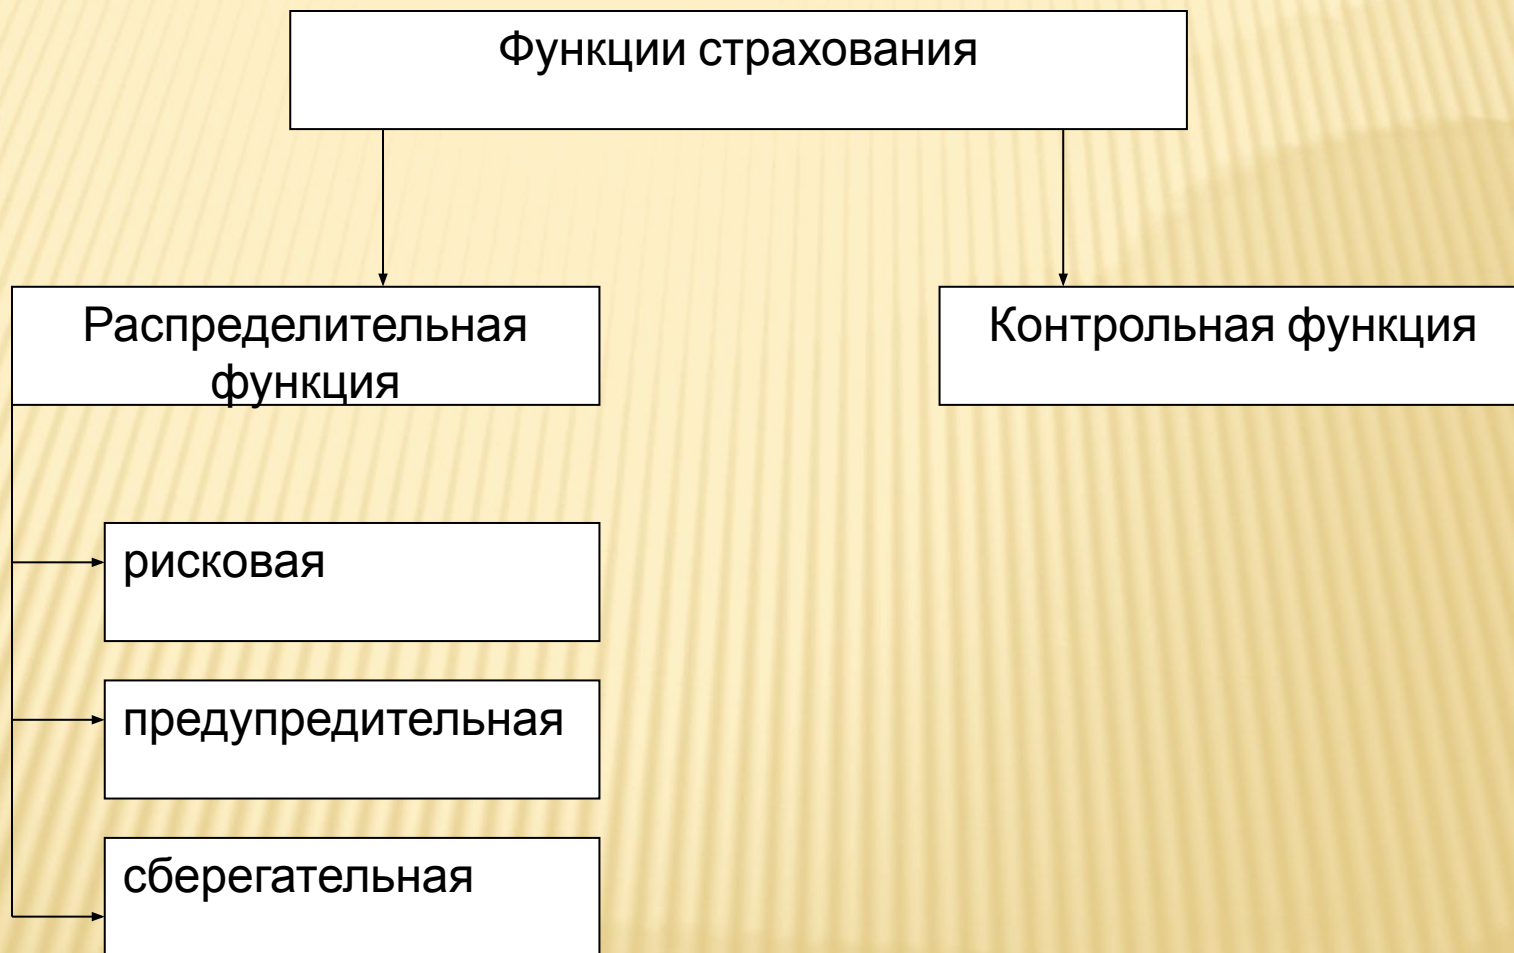 Функции страхования
Распределительная
функция
Контрольная функция
рисковая
предупредительная
сберегательная